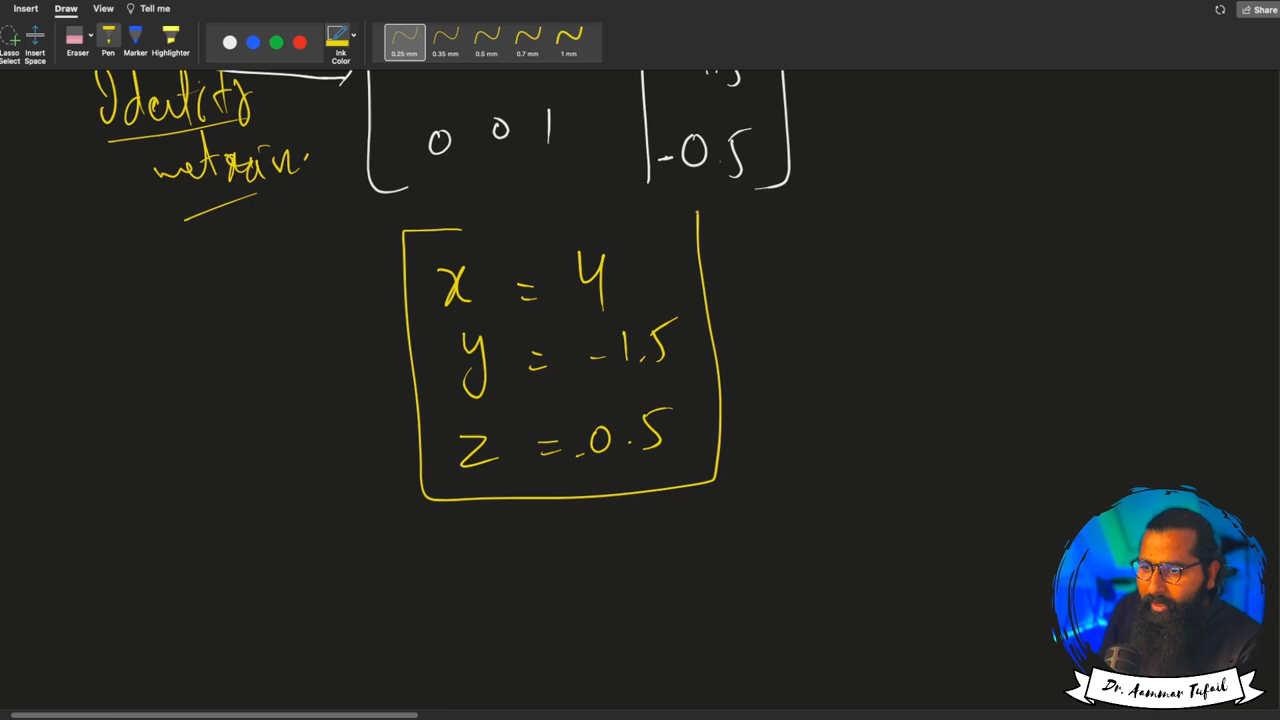 Insert Draw View Tell me Share
Lasso Select Insert Space Eraser Pen Marker Highlighter Ink Color 0.25 mm 0.35 mm 0.5 mm 0.7 mm 1 mm
Identity
0 0 1 -0.5
x = 4
y = -1.5
z = -0.5
Dr. Aammar Tufail